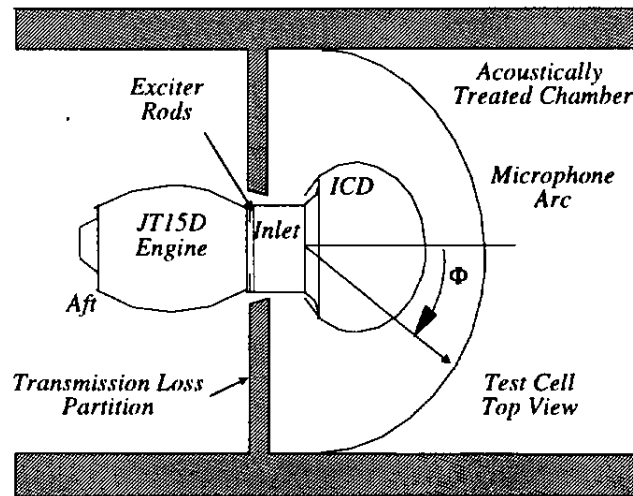 Exciter
Rods
Acoustically
Treated Chamber
ICD
Microphone
Arc
JT15D
Engine
Inlet
Φ
Aft
Transmission Loss
Partition
Test Cell
Top View